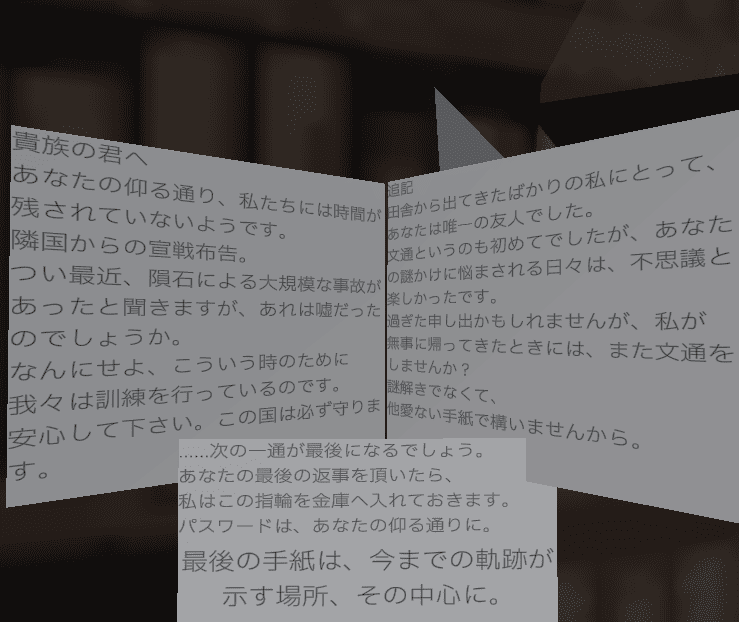 貴族の君へ
あなたの仰る通り、私たちには時間が
残されていないようです。
隣国からの宣戦布告。
つい最近、隕石による大規模な事故が
あったと聞きますが、あれは嘘だった
のでしょうか。
なんにせよ、こういう時のために
我々は訓練を行っているのです。
安心して下さい。この国は必ず守りま
す。
追記
田舎から出てきたばかりの私にとって、
あなたは唯一の友人でした。
文通というのも初めてでしたが、あなた
の謎かけに悩まされる日々は、不思議と
楽しかったです。
過ぎた申し出かもしれませんが、私が
無事に帰ってきたときには、また文通を
しませんか？
謎解きでなくて、
他愛ない手紙で構いませんから。
……次の一通が最後になるでしょう。
あなたの最後の返事を頂いたら、
私はこの指輪を金庫へ入れておきます。
パスワードは、あなたの仰る通りに。
最後の手紙は、今までの軌跡が
示す場所、その中心に。